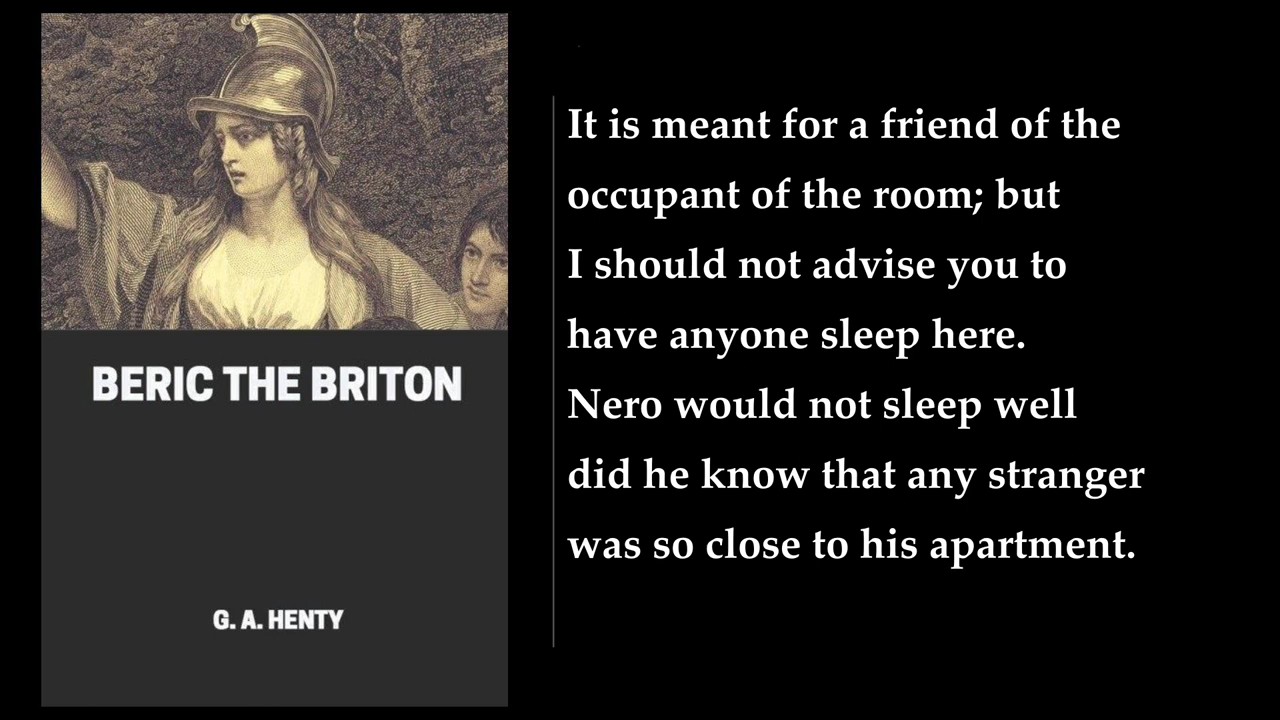 BERIC THE BRITON
G. A. HENTY
It is meant for a friend of the
occupant of the room; but
I should not advise you to
have anyone sleep here.
Nero would not sleep well
did he know that any stranger
was so close to his apartment.